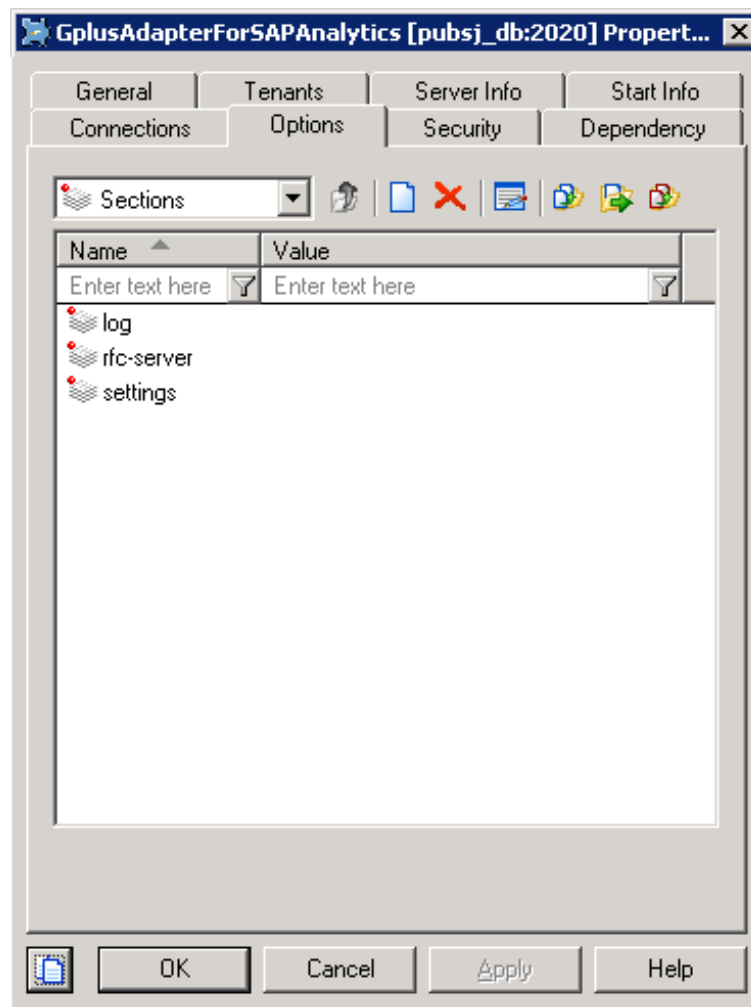 GplusAdapterForSAPAnalytics [pubsj_db:2020] Propert...
General Tenants Server Info Start Info
Connections Options Security Dependency
Sections
Name Value
Enter text here Enter text here
log
rfc-server
settings
OK Cancel Apply Help